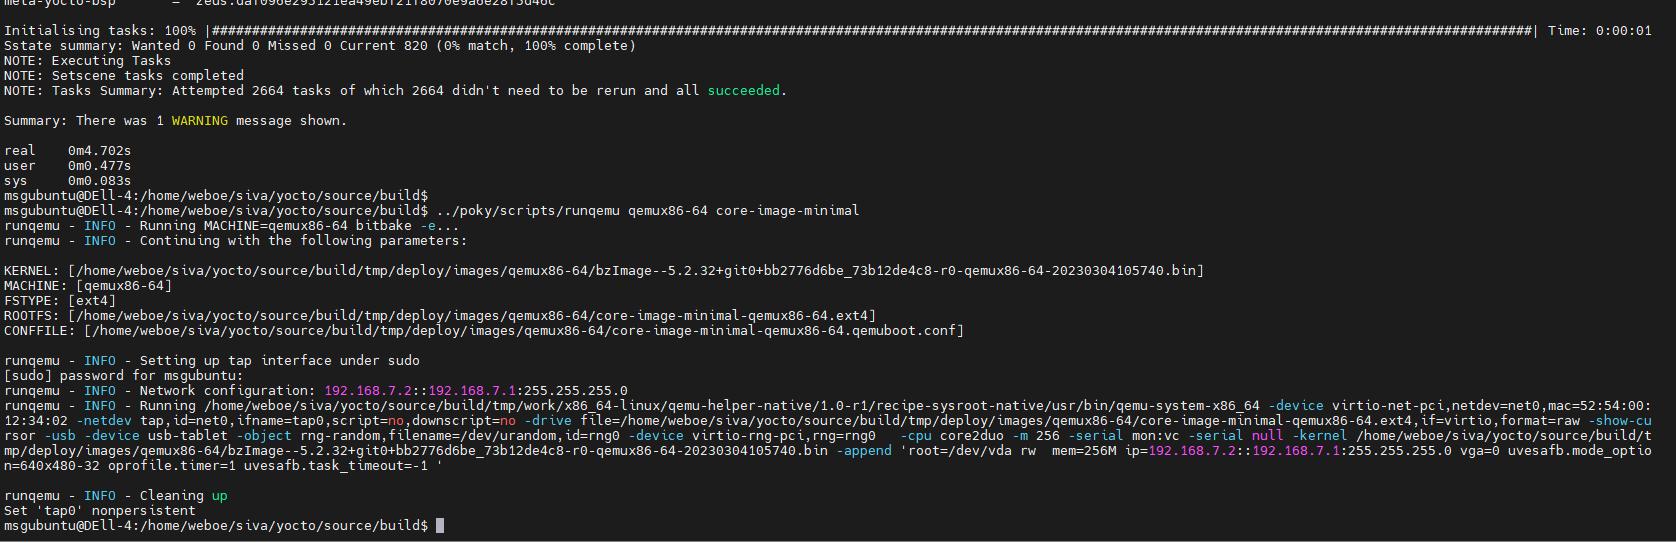 meta-yocto-bsp       =
Initialising tasks: 100% |####################################################################################################################################################################| Time: 0:00:01
Sstate summary: Wanted 0 Found 0 Missed 0 Current 820 (0% match, 100% complete)
NOTE: Executing Tasks
NOTE: Setscene tasks completed
NOTE: Tasks Summary: Attempted 2664 tasks of which 2664 didn't need to be rerun and all succeeded.
Summary: There was 1 WARNING message shown.
real    0m4.702s
user    0m0.477s
sys     0m0.083s
msgubuntu@DEll-4:/home/weboe/siva/yocto/source/build$
msgubuntu@DEll-4:/home/weboe/siva/yocto/source/build$ ../poky/scripts/runqemu qemux86-64 core-image-minimal
runqemu - INFO - Running MACHINE=qemux86-64 bitbake -e...
runqemu - INFO - Continuing with the following parameters:
KERNEL: [/home/weboe/siva/yocto/source/build/tmp/deploy/images/qemux86-64/bzImage--5.2.32+git0+bb2776d6be_73b12de4c8-r0-qemux86-64-20230304105740.bin]
MACHINE: [qemux86-64]
FSTYPE: [ext4]
ROOTFS: [/home/weboe/siva/yocto/source/build/tmp/deploy/images/qemux86-64/core-image-minimal-qemux86-64.ext4]
CONFFILE: [/home/weboe/siva/yocto/source/build/tmp/deploy/images/qemux86-64/core-image-minimal-qemux86-64.qemuboot.conf]
runqemu - INFO - Setting up tap interface under sudo
[sudo] password for msgubuntu:
runqemu - INFO - Network configuration: 192.168.7.2::192.168.7.1:255.255.255.0
runqemu - INFO - Running /home/weboe/siva/yocto/source/build/tmp/work/x86_64-linux/qemu-helper-native/1.0-r1/recipe-sysroot-native/usr/bin/qemu-system-x86_64 -device virtio-net-pci,netdev=net0,mac=52:54:00:
12:34:02 -netdev tap,id=net0,ifname=tap0,script=no,downscript=no -drive file=/home/weboe/siva/yocto/source/build/tmp/deploy/images/qemux86-64/core-image-minimal-qemux86-64.ext4,if=virtio,format=raw -show-cu
rsor -usb -device usb-tablet -object rng-random,filename=/dev/urandom,id=rng0 -device virtio-rng-pci,rng=rng0   -cpu core2duo -m 256 -serial mon:vc -serial null -kernel /home/weboe/siva/yocto/source/build/t
mp/deploy/images/qemux86-64/bzImage--5.2.32+git0+bb2776d6be_73b12de4c8-r0-qemux86-64-20230304105740.bin -append 'root=/dev/vda rw  mem=256M ip=192.168.7.2::192.168.7.1:255.255.255.0 vga=0 uvesafb.mode_optio
n=640x480-32 oprofile.timer=1 uvesafb.task_timeout=-1 '
runqemu - INFO - Cleaning up
Set 'tap0' nonpersistent
msgubuntu@DEll-4:/home/weboe/siva/yocto/source/build$